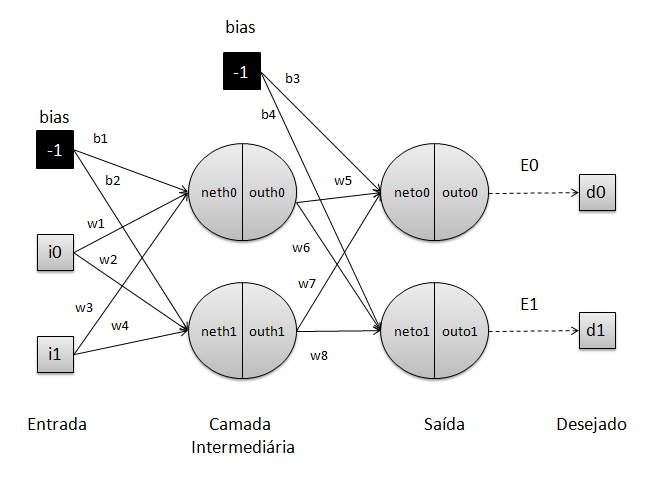 bias
-1
b3
b4
bias
-1
b1
b2
neth0 outh0
w5
neto0 outo0
E0
d0
w1
i0
w2
w6
w7
w3
w4
i1
neth1 outh1
w8
neto1 outo1
E1
d1
Entrada
Camada
Intermediária
Saída
Desejado